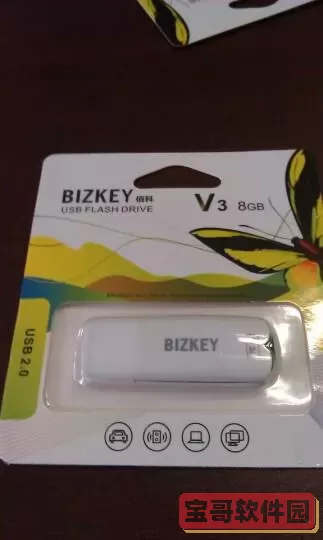 BIZKEY 佰科
USB FLASH DRIVE
V3 8GB
USB 2.0
BIZKEY
宝哥软件园